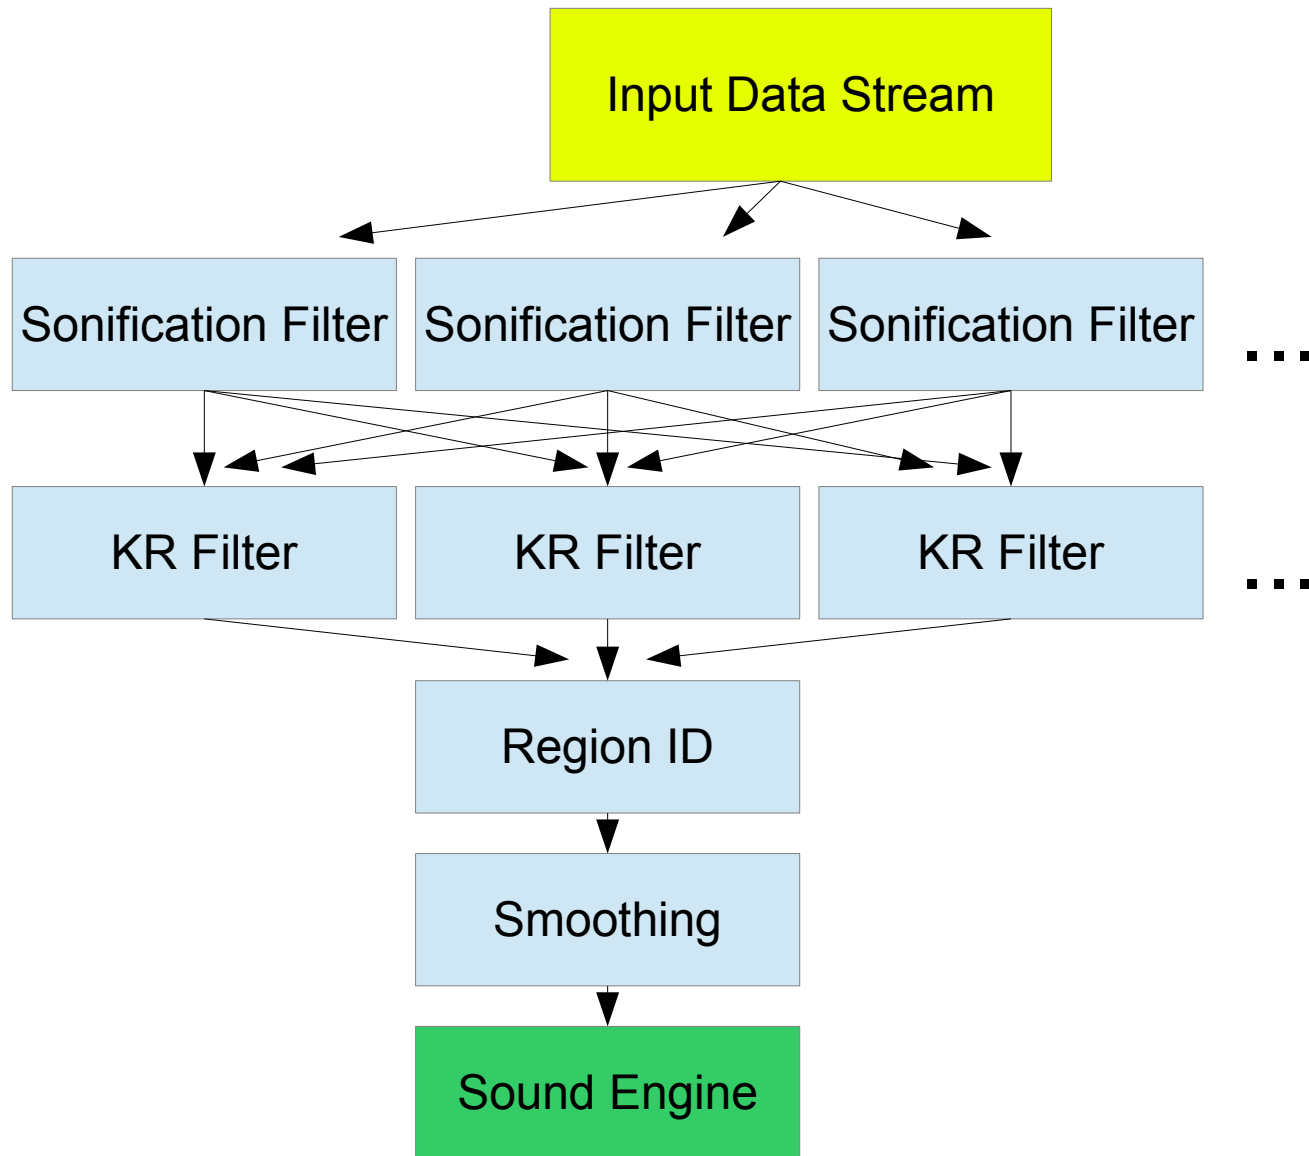 Input Data Stream
Sonification Filter
Sonification Filter
Sonification Filter
...
KR Filter
KR Filter
KR Filter
...
Region ID
Smoothing
Sound Engine